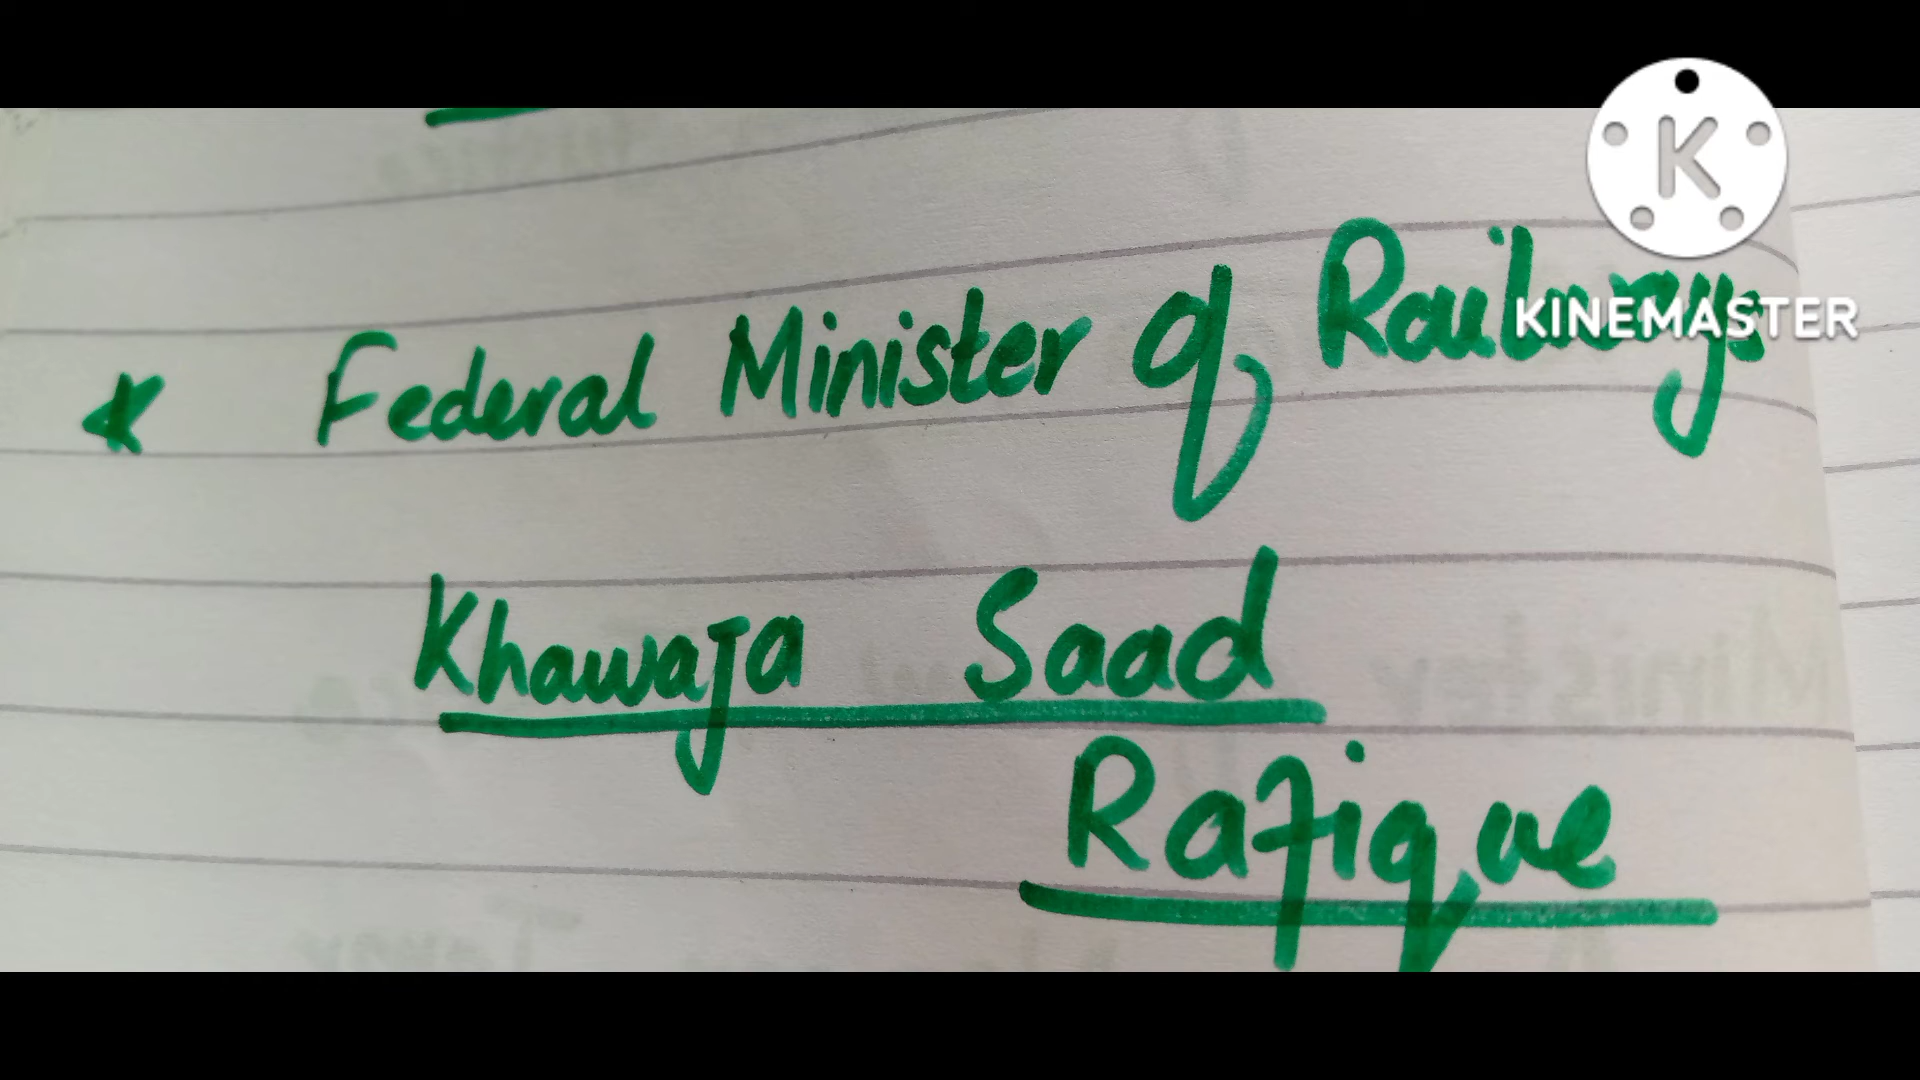 K
KINEMASTER
* Federal Minister of Railways
Khawaja Saad
Rafique